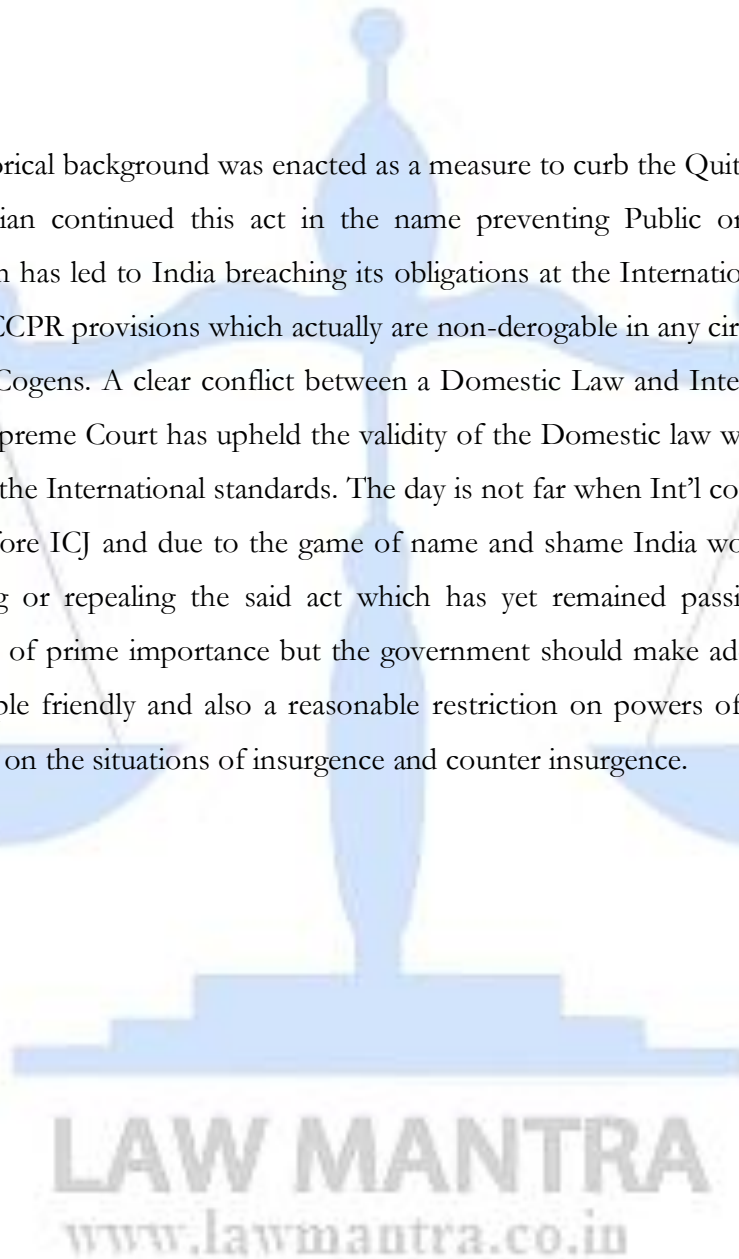 orical background was enacted as a measure to curb the Quit
ian continued this act in the name preventing Public or
n has led to India breaching its obligations at the Internatio
CCPR provisions which actually are non-derogable in any cir
Cogens. A clear conflict between a Domestic Law and Inte
preme Court has upheld the validity of the Domestic law w
the International standards. The day is not far when Int’l co
fore ICJ and due to the game of name and shame India wo
g or repealing the said act which has yet remained passi
of prime importance but the government should make ad
ple friendly and also a reasonable restriction on powers of
on the situations of insurgence and counter insurgence.
LAW MANTRA
www.lawmantra.co.in